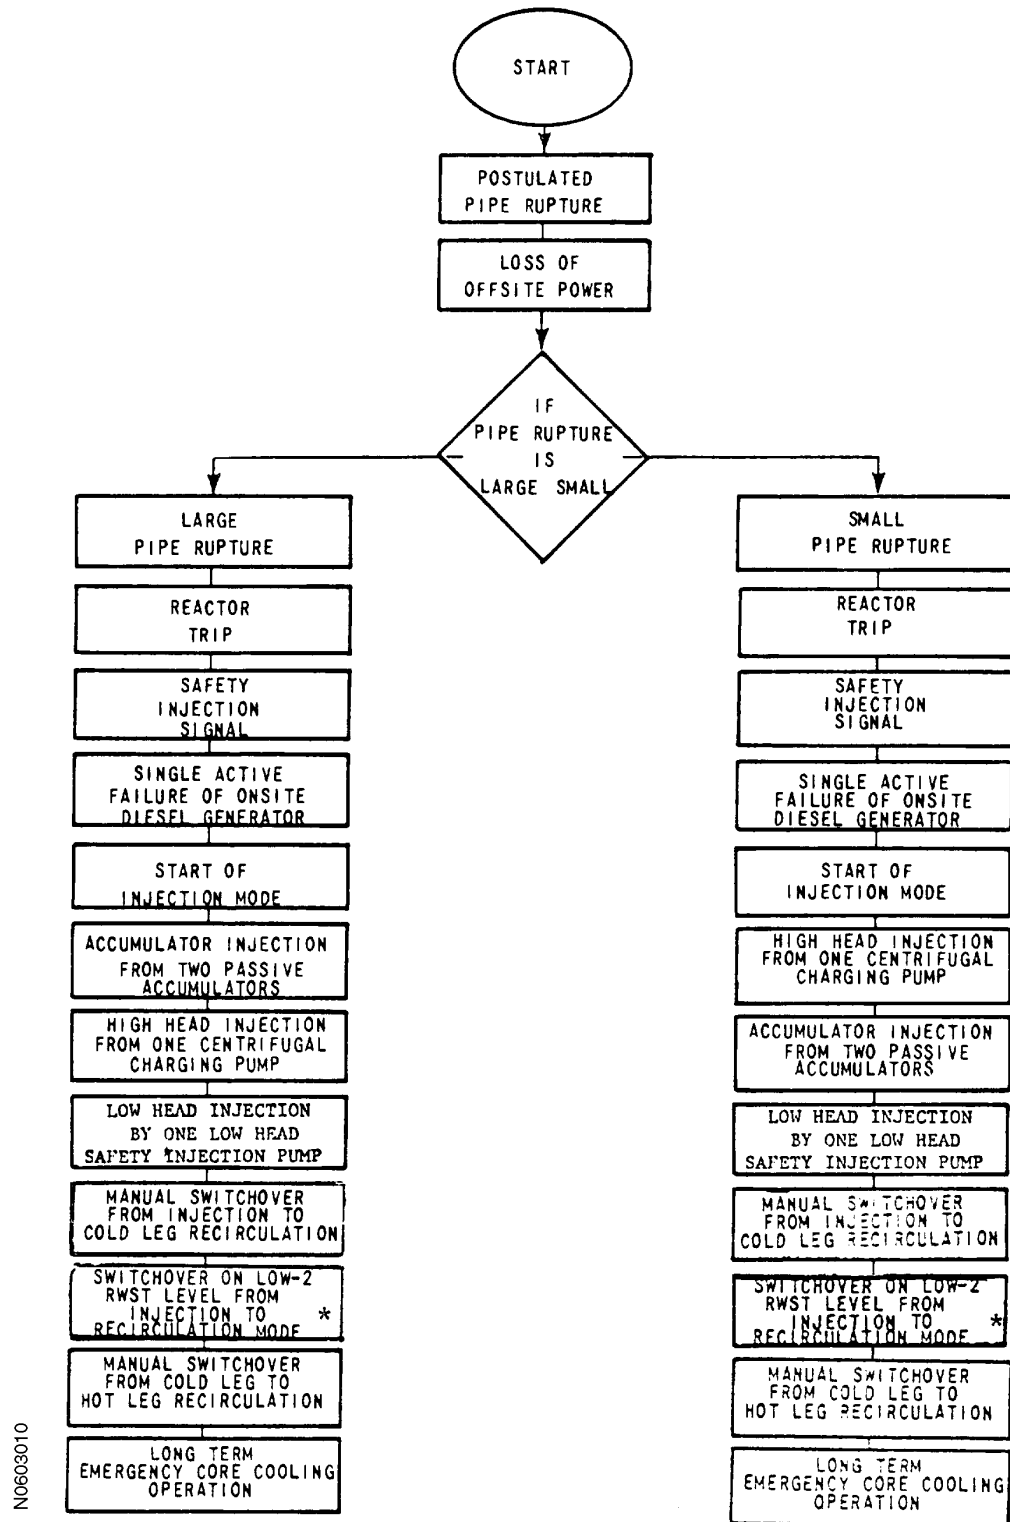 START
POSTULATED
PIPE RUPTURE
LOSS OF
OFFSITE POWER
IF
PIPE RUPTURE
IS
LARGE SMALL
LARGE
PIPE RUPTURE
REACTOR
TRIP
SAFETY
INJECTION
SIGNAL
SINGLE ACTIVE
FAILURE OF ONSITE
DIESEL GENERATOR
START OF
INJECTION MODE
ACCUMULATOR INJECTION
FROM TWO PASSIVE
ACCUMULATORS
HIGH HEAD INJECTION
FROM ONE CENTRIFUGAL
CHARGING PUMP
LOW HEAD INJECTION
BY ONE LOW HEAD
SAFETY INJECTION PUMP
MANUAL SWITCHOVER
FROM INJECTION TO
COLD LEG RECIRCULATION
SWITCHOVER ON LOW-2
RWST LEVEL FROM
INJECTION TO *
RECIRCULATION MODE
MANUAL SWITCHOVER
FROM COLD LEG TO
HOT LEG RECIRCULATION
LONG TERM
EMERGENCY CORE COOLING
OPERATION
SMALL
PIPE RUPTURE
REACTOR
TRIP
SAFETY
INJECTION
SIGNAL
SINGLE ACTIVE
FAILURE OF ONSITE
DIESEL GENERATOR
START OF
INJECTION MODE
HIGH HEAD INJECTION
FROM ONE CENTRIFUGAL
CHARGING PUMP
ACCUMULATOR INJECTION
FROM TWO PASSIVE
ACCUMULATORS
LOW HEAD INJECTION
BY ONE LOW HEAD
SAFETY INJECTION PUMP
MANUAL SWITCHOVER
FROM INJECTION TO
COLD LEG RECIRCULATION
SWITCHOVER ON LOW-2
RWST LEVEL FROM
INJECTION TO *
RECIRCULATION MODE
MANUAL SWITCHOVER
FROM COLD LEG TO
HOT LEG RECIRCULATION
LONG TERM
EMERGENCY CORE COOLING
OPERATION
N0603010